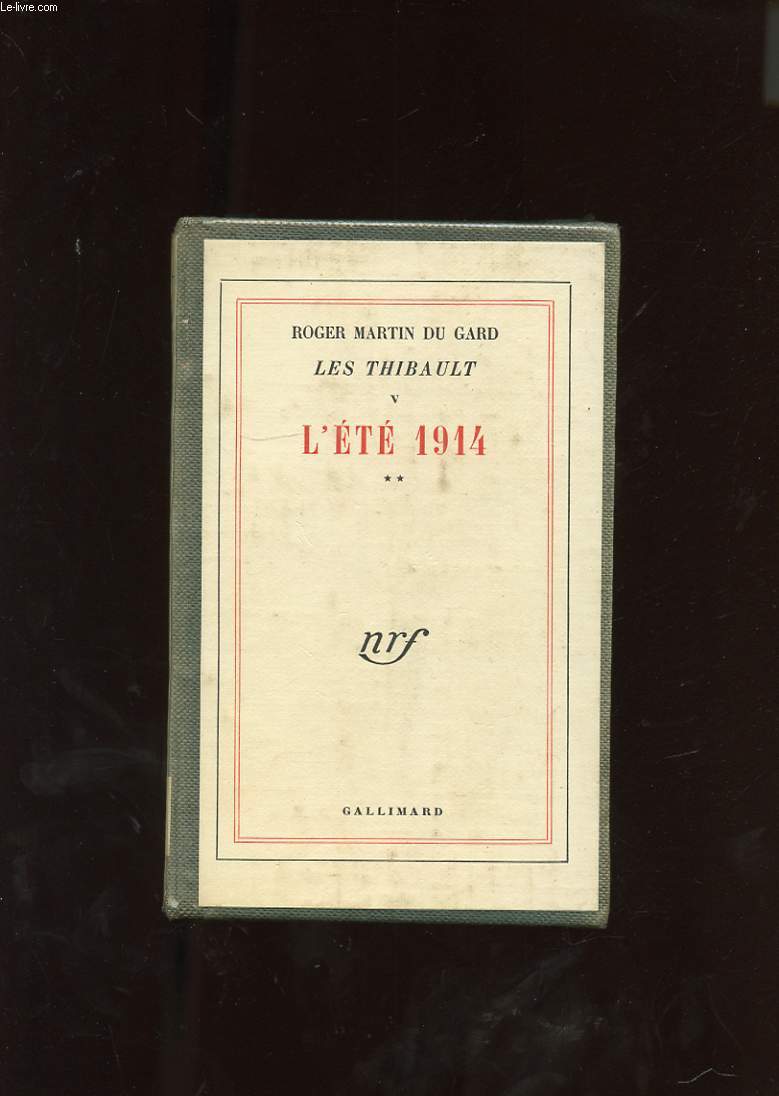 Le-livre.com
ROGER MARTIN DU GARD
LES THIBAULT
V
L'ÉTÉ 1914
★★
nrf
GALLIMARD